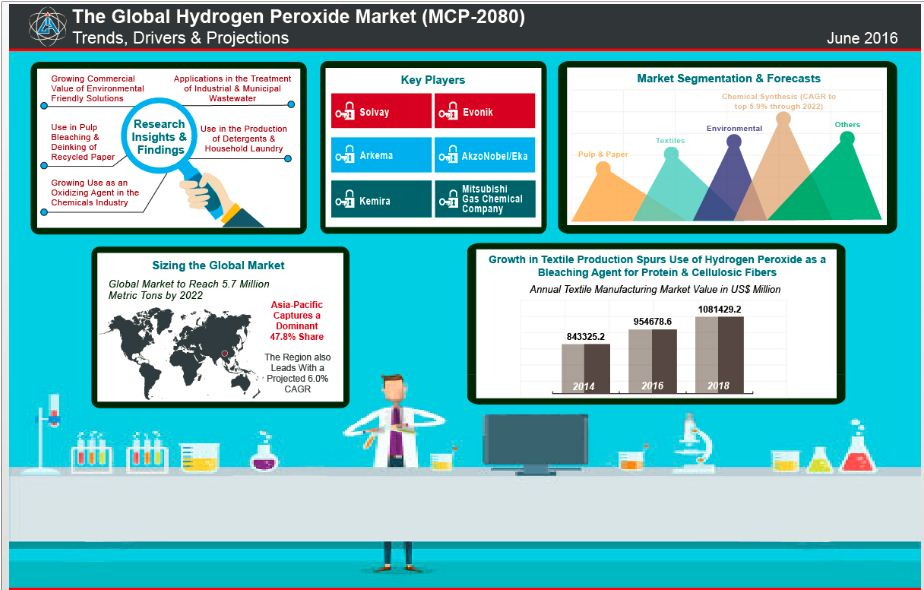 The Global Hydrogen Peroxide Market (MCP-2080)
Trends, Drivers & Projections
June 2016
Growing Commercial
Value of Environmental
Friendly Solutions
Applications in the Treatment
of Industrial & Municipal
Wastewater
Research
Insights &
Findings
Use in Pulp
Bleaching &
Deinking of
Recycled Paper
Use in the Production
of Detergents &
Household Laundry
Growing Use as an
Oxidizing Agent in the
Chemicals Industry
Key Players
Solvay
Evonik
Arkema
AkzoNobel/Eka
Kemira
Mitsubishi
Gas Chemical
Company
Market Segmentation & Forecasts
Chemical Synthesis (CAGR to
top 5.9% through 2022)
Pulp & Paper
Textiles
Environmental
Others
Sizing the Global Market
Global Market to Reach 5.7 Million
Metric Tons by 2022
Asia-Pacific
Captures a
Dominant
47.8% Share
The Region also
Leads With a
Projected 6.0%
CAGR
Growth in Textile Production Spurs Use of Hydrogen Peroxide as a
Bleaching Agent for Protein & Cellulosic Fibers
Annual Textile Manufacturing Market Value in US$ Million
843325.2
954678.6
1081429.2
2014
2016
2018